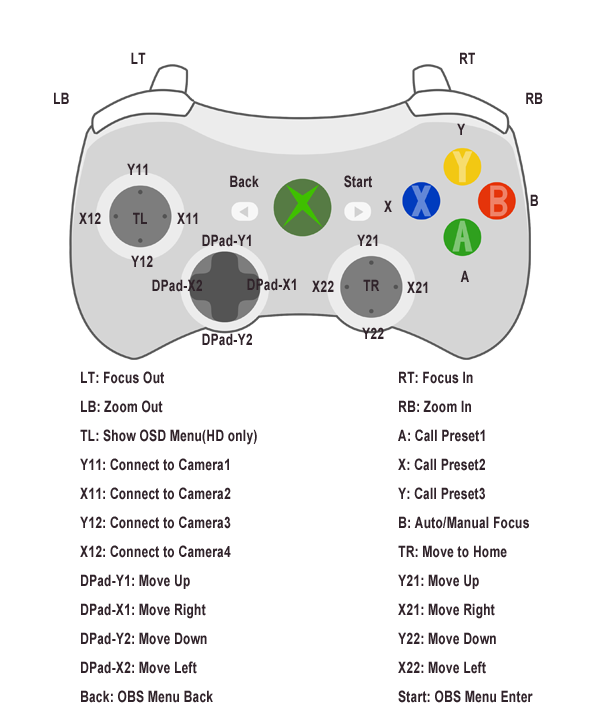 LT RT
LB RB
Y
Y
Y11
Back Start
X
X
B
B
X12 TL X11
DPad-Y1 Y21
A
A
DPad-X2 DPad-X1 X22 TR X21
DPad-Y2 Y22
LT: Focus Out
RT: Focus In
LB: Zoom Out
RB: Zoom In
TL: Show OSD Menu(HD only)
A: Call Preset1
Y11: Connect to Camera1
X: Call Preset2
X11: Connect to Camera2
Y: Call Preset3
Y12: Connect to Camera3
B: Auto/Manual Focus
X12: Connect to Camera4
TR: Move to Home
DPad-Y1: Move Up
Y21: Move Up
DPad-X1: Move Right
X21: Move Right
DPad-Y2: Move Down
Y22: Move Down
DPad-X2: Move Left
X22: Move Left
Back: OBS Menu Back
Start: OBS Menu Enter
Y12